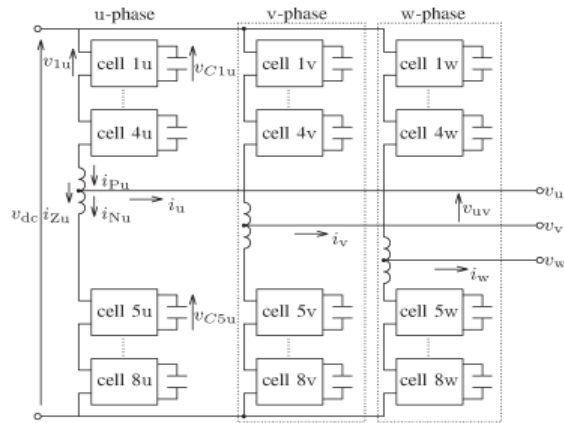 u-phase v-phase w-phase
v1u cell 1u vC1u cell 1v cell 1w
cell 4u cell 4v cell 4w
iPu
vdc iZu iNu iu vuv vu
iv vv
iw vw
cell 5u vC5u cell 5v cell 5w
cell 8u cell 8v cell 8w